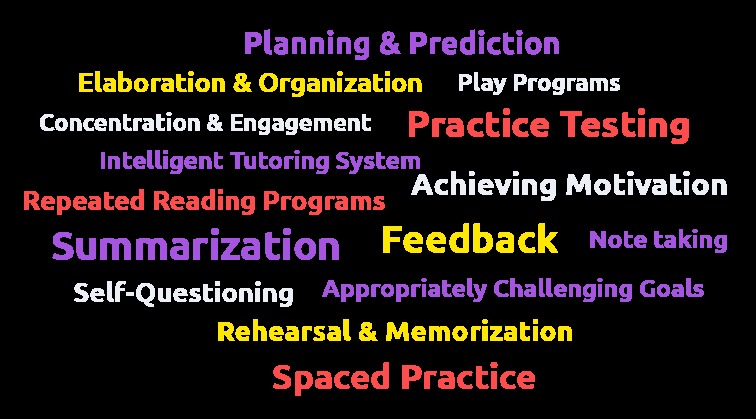 Planning & Prediction
Elaboration & Organization
Play Programs
Concentration & Engagement
Practice Testing
Intelligent Tutoring System
Achieving Motivation
Repeated Reading Programs
Summarization
Feedback
Note taking
Self-Questioning
Appropriately Challenging Goals
Rehearsal & Memorization
Spaced Practice